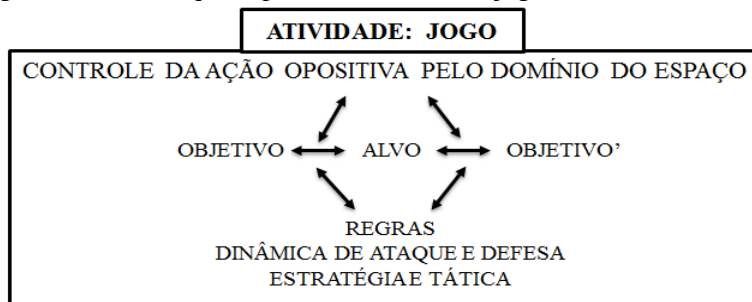 ATIVIDADE: JOGO
CONTROLE DA AÇÃO OPOSITIVA PELO DOMÍNIO DO ESPAÇO
OBJETIVO ALVO OBJETIVO’
REGRAS
DINÂMICA DE ATAQUE E DEFESA
ESTRATÉGIA E TÁTICA